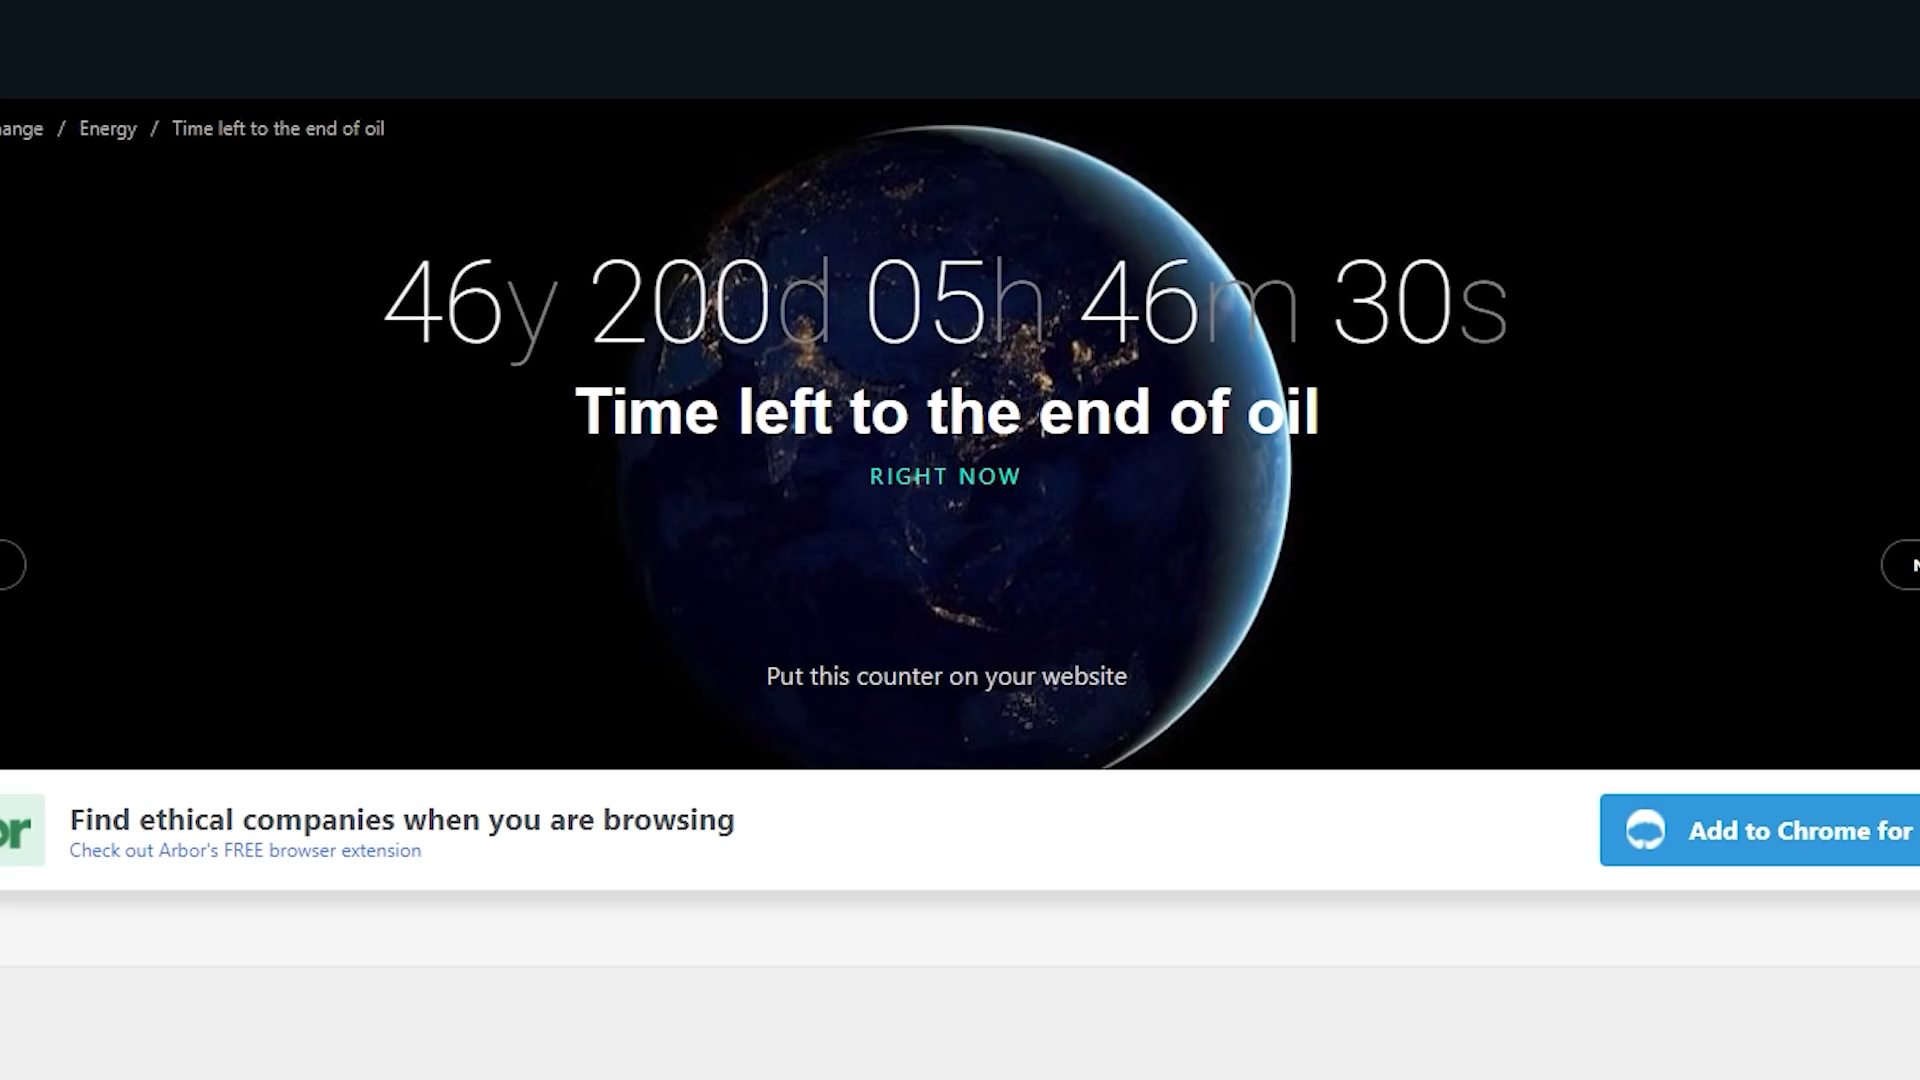 ange / Energy / Time left to the end of oil
46y 200d 05h 46m 30s
Time left to the end of oil
RIGHT NOW
N
Put this counter on your website
or
Find ethical companies when you are browsing
Check out Arbor's FREE browser extension
Add to Chrome for